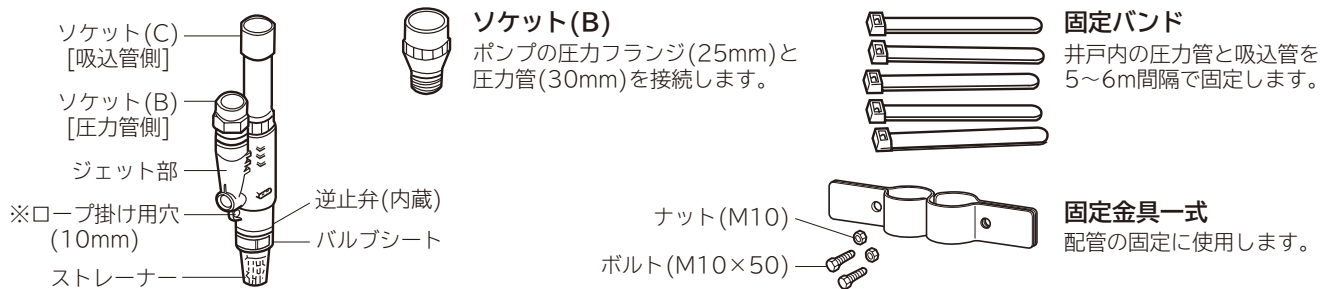 ソケット(C)
[吸込管側]
ソケット(B)
[圧力管側]
ジェット部
※ロープ掛け用穴
(10mm)
ストレーナー
逆止弁(内蔵)
バルブシート
ソケット(B)
ポンプの圧力フランジ(25mm)と
圧力管(30mm)を接続します。
固定バンド
井戸内の圧力管と吸込管を
5〜6m間隔で固定します。
ナット(M10)
ボルト(M10×50)
固定金具一式
配管の固定に使用します。